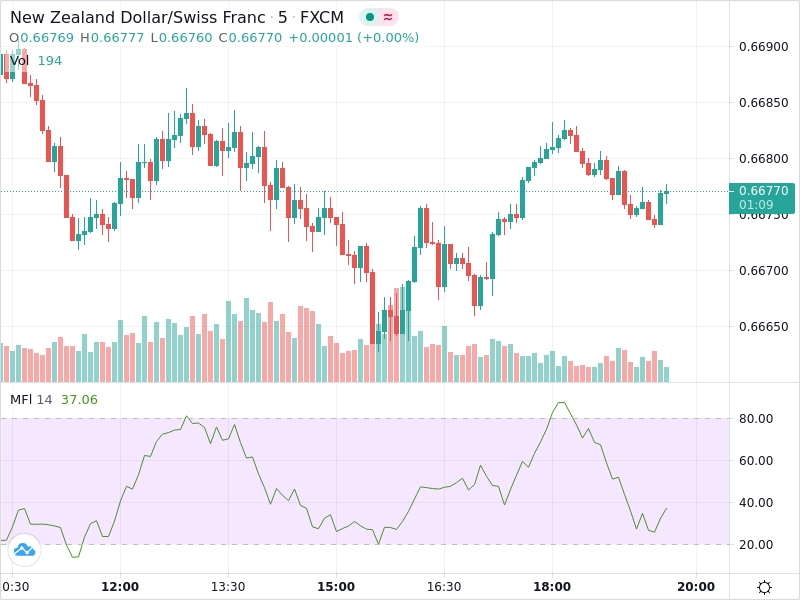 New Zealand Dollar/Swiss Franc · 5 · FXCM ≈
O0.66769 H0.66777 L0.66760 C0.66770 +0.00001 (+0.00%)
Vol 194
0.66900
0.66850
0.66800
0.66770
01:09
0.66750
0.66700
0.66650
MFI 14 37.06
80.00
60.00
40.00
20.00
0:30 12:00 13:30 15:00 16:30 18:00 20:00